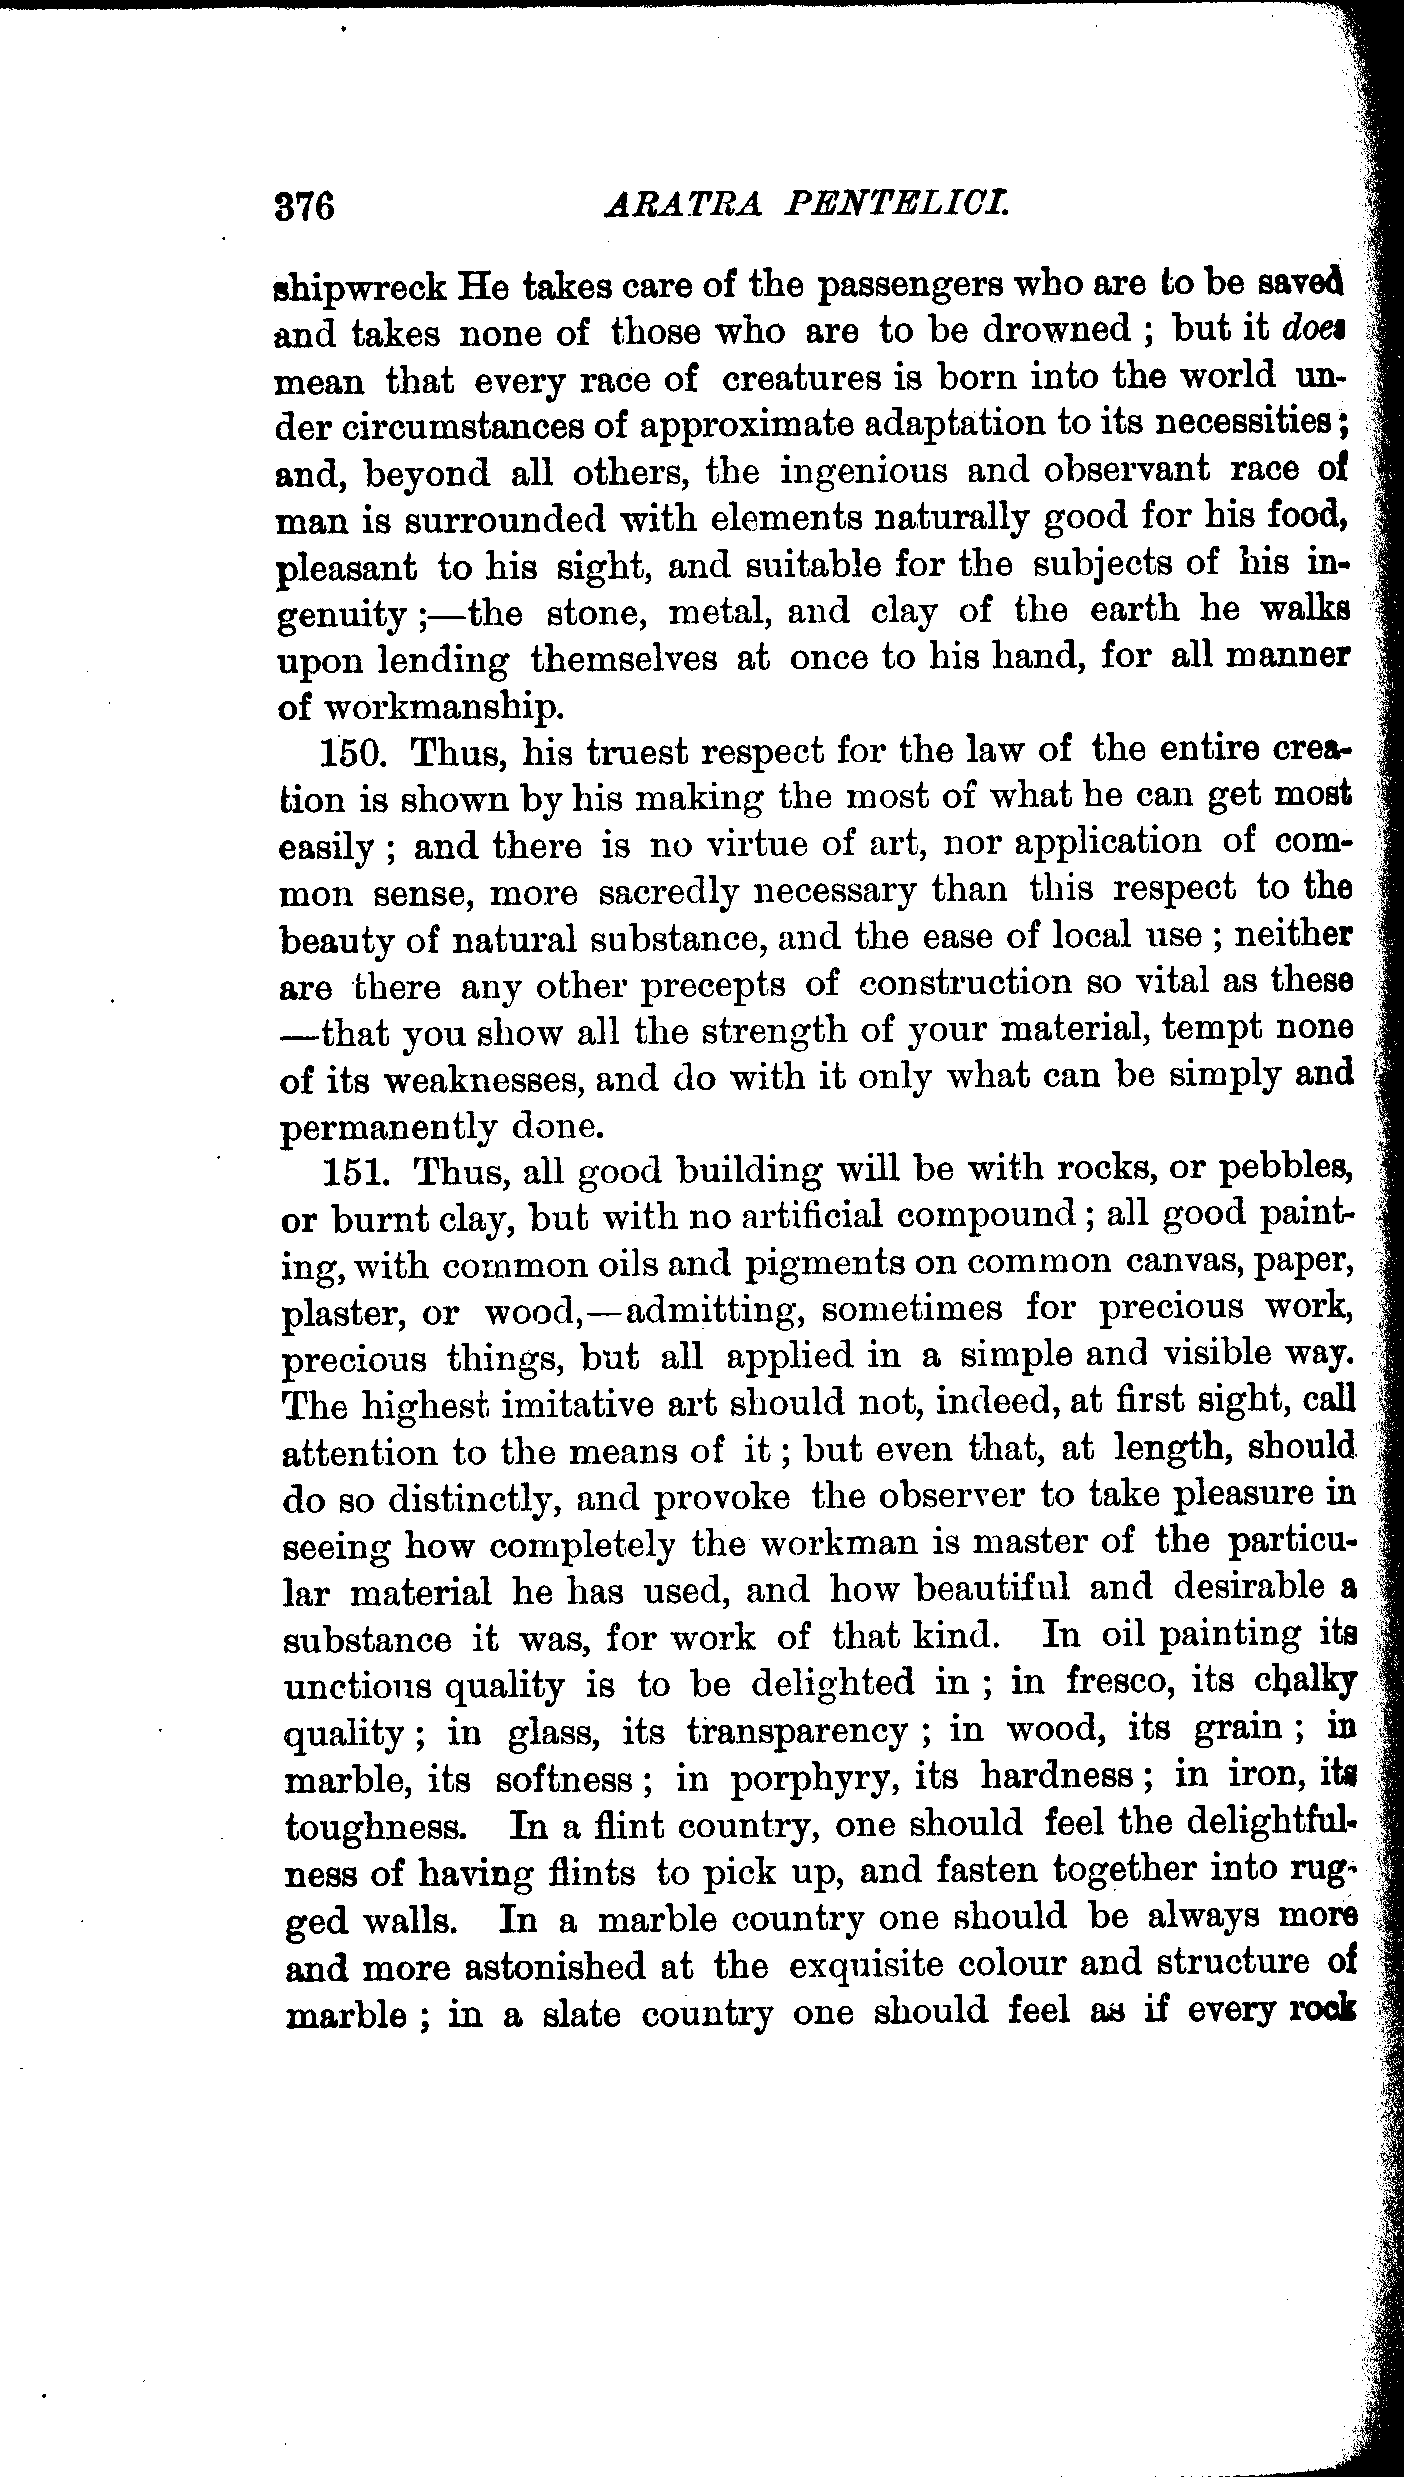 376 ARATRA PENTELICI.
shipwreck He takes care of the passengers who are to be saved
and takes none of those who are to be drowned ; but it does
mean that every race of creatures is born into the world un-
der circumstances of approximate adaptation to its necessities ;
and, beyond all others, the ingenious and observant race of
man is surrounded with elements naturally good for his food,
pleasant to his sight, and suitable for the subjects of his in-
genuity ;—the stone, metal, and clay of the earth he walks
upon lending themselves at once to his hand, for all manner
of workmanship.
150. Thus, his truest respect for the law of the entire crea-
tion is shown by his making the most of what he can get most
easily ; and there is no virtue of art, nor application of com-
mon sense, more sacredly necessary than this respect to the
beauty of natural substance, and the ease of local use ; neither
are there any other precepts of construction so vital as these
—that you show all the strength of your material, tempt none
of its weaknesses, and do with it only what can be simply and
permanently done.
151. Thus, all good building will be with rocks, or pebbles,
or burnt clay, but with no artificial compound ; all good paint-
ing, with common oils and pigments on common canvas, paper,
plaster, or wood,—admitting, sometimes for precious work,
precious things, but all applied in a simple and visible way.
The highest imitative art should not, indeed, at first sight, call
attention to the means of it ; but even that, at length, should
do so distinctly, and provoke the observer to take pleasure in
seeing how completely the workman is master of the particu-
lar material he has used, and how beautiful and desirable a
substance it was, for work of that kind. In oil painting its
unctious quality is to be delighted in ; in fresco, its chalky
quality ; in glass, its transparency ; in wood, its grain ; in
marble, its softness ; in porphyry, its hardness ; in iron, its
toughness. In a flint country, one should feel the delightful-
ness of having flints to pick up, and fasten together into rug-
ged walls. In a marble country one should be always more
and more astonished at the exquisite colour and structure of
marble ; in a slate country one should feel as if every rock